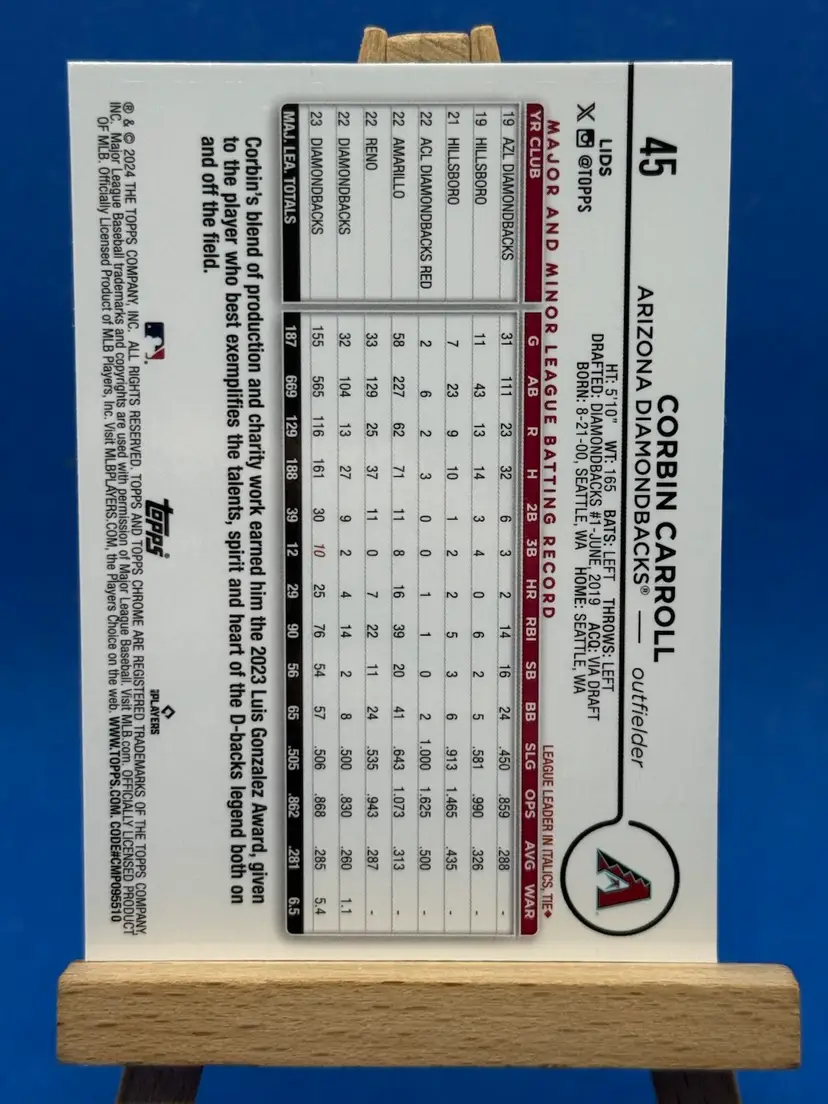 45
CORBIN CARROLL
ARIZONA DIAMONDBACKS® — outfielder
LIDS
X @TOPPS
HT: 5'10" WT: 165 BATS: LEFT THROWS: LEFT
DRAFTED: DIAMONDBACKS #1-JUNE, 2019 ACQ: VIA DRAFT
BORN: 8-21-00, SEATTLE, WA HOME: SEATTLE, WA
A
MAJOR AND MINOR LEAGUE BATTING RECORD
LEAGUE LEADER IN ITALICS, TIE♦
YR CLUB G AB R H 2B 3B HR RBI SB BB SLG OPS AVG WAR
19 AZL DIAMONDBACKS 31 111 23 32 6 3 2 14 16 24 .450 .859 .288 -
19 HILLSBORO 11 43 13 14 3 4 0 6 2 5 .581 .990 .326 -
21 HILLSBORO 7 23 9 10 1 2 2 5 3 6 .913 1.465 .435 -
22 ACL DIAMONDBACKS RED 2 6 2 3 0 0 1 1 0 2 1.000 1.625 .500 -
22 AMARILLO 58 227 62 71 11 8 16 39 20 41 .643 1.073 .313 -
22 RENO 33 129 25 37 11 0 7 22 11 24 .535 .943 .287 -
22 DIAMONDBACKS 32 104 13 27 9 2 4 14 2 8 .500 .830 .260 1.1
23 DIAMONDBACKS 155 565 116 161 30 10 25 76 54 57 .506 .868 .285 5.4
MAJ. LEA. TOTALS 187 669 129 188 39 12 29 90 56 65 .505 .862 .281 6.5
Corbin's blend of production and charity work earned him the 2023 Luis Gonzalez Award, given
to the player who best exemplifies the talents, spirit and heart of the D-backs legend both on
and off the field.
topps
PLAYERS
® & © 2024 THE TOPPS COMPANY, INC. ALL RIGHTS RESERVED. TOPPS AND TOPPS CHROME ARE REGISTERED TRADEMARKS OF THE TOPPS COMPANY,
INC. Major League Baseball trademarks and copyrights are used with permission of Major League Baseball. Visit MLB.com. OFFICIALLY LICENSED PRODUCT
OF MLB. Officially Licensed Product of MLB Players, Inc. Visit MLBPLAYERS.COM, the Players Choice on the web. WWW.TOPPS.COM. CODE#CMP095510